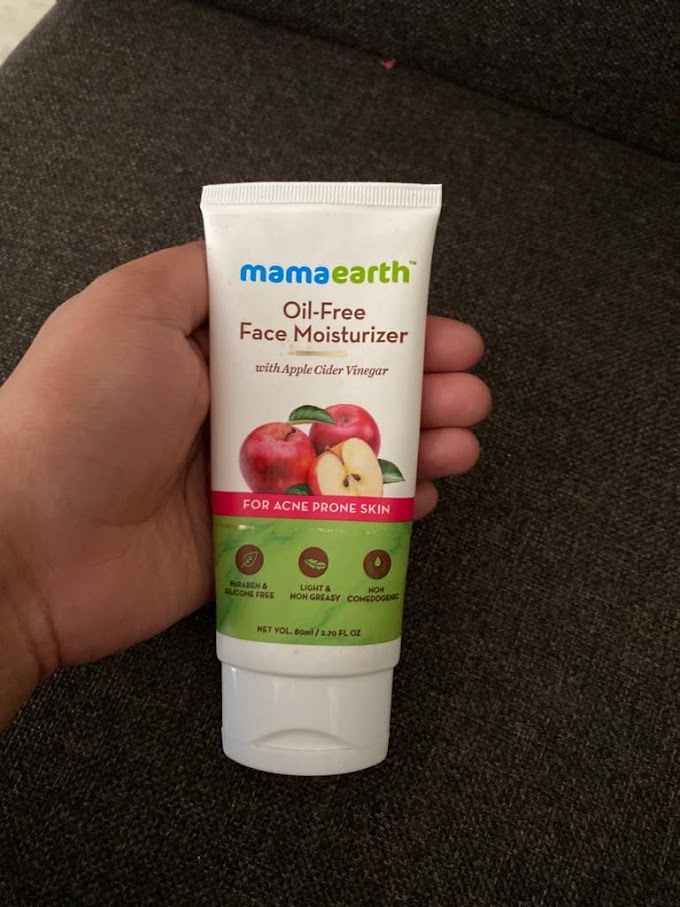 mamaearth™
Oil-Free
Face Moisturizer
with Apple Cider Vinegar
FOR ACNE PRONE SKIN
PARABEN &
SILICONE FREE
LIGHT &
NON GREASY
NON
COMEDOGENIC
NET VOL. 80ml / 2.70 FL OZ